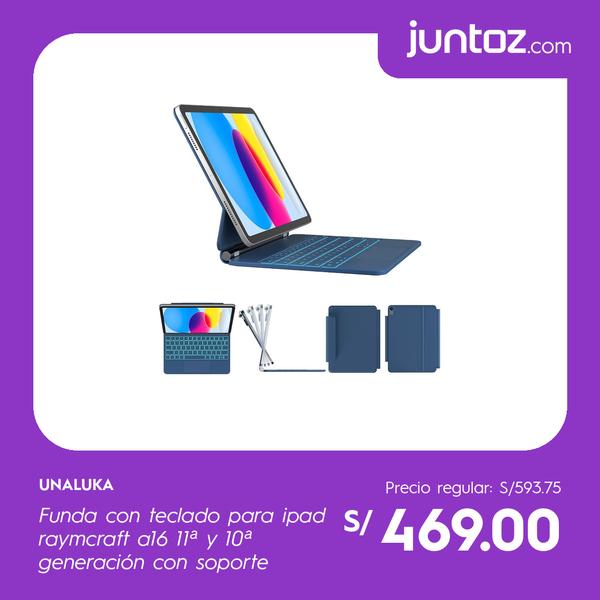 juntoz.com
UNALUKA
Funda con teclado para ipad
raymcraft a16 11ª y 10ª
generación con soporte
Precio regular: S/593.75
S/ 469.00